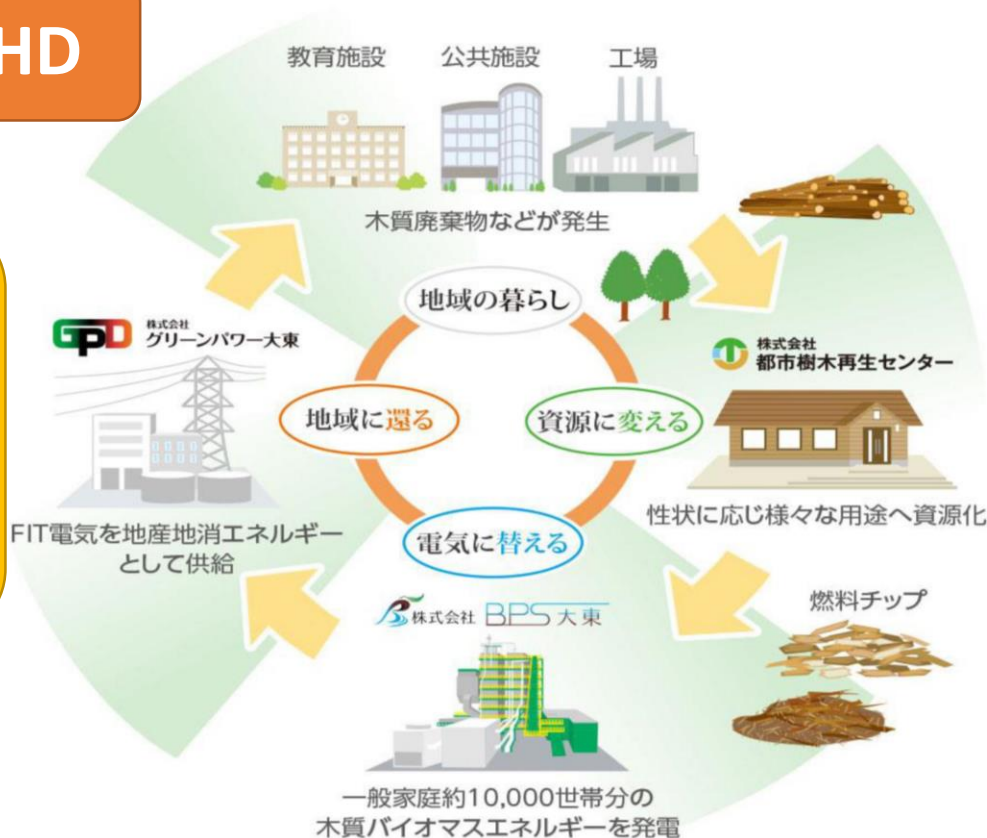 HD
教育施設
公共施設
工場
木質廃棄物などが発生
地域の暮らし
株式会社
都市樹木再生センター
資源に変える
性状に応じ様々な用途へ資源化
燃料チップ
電気に替える
株式会社 BPS 大東
一般家庭約10,000世帯分の
木質バイオマスエネルギーを発電
GPD 株式会社
グリーンパワー大東
地域に還る
FIT電気を地産地消エネルギー
として供給